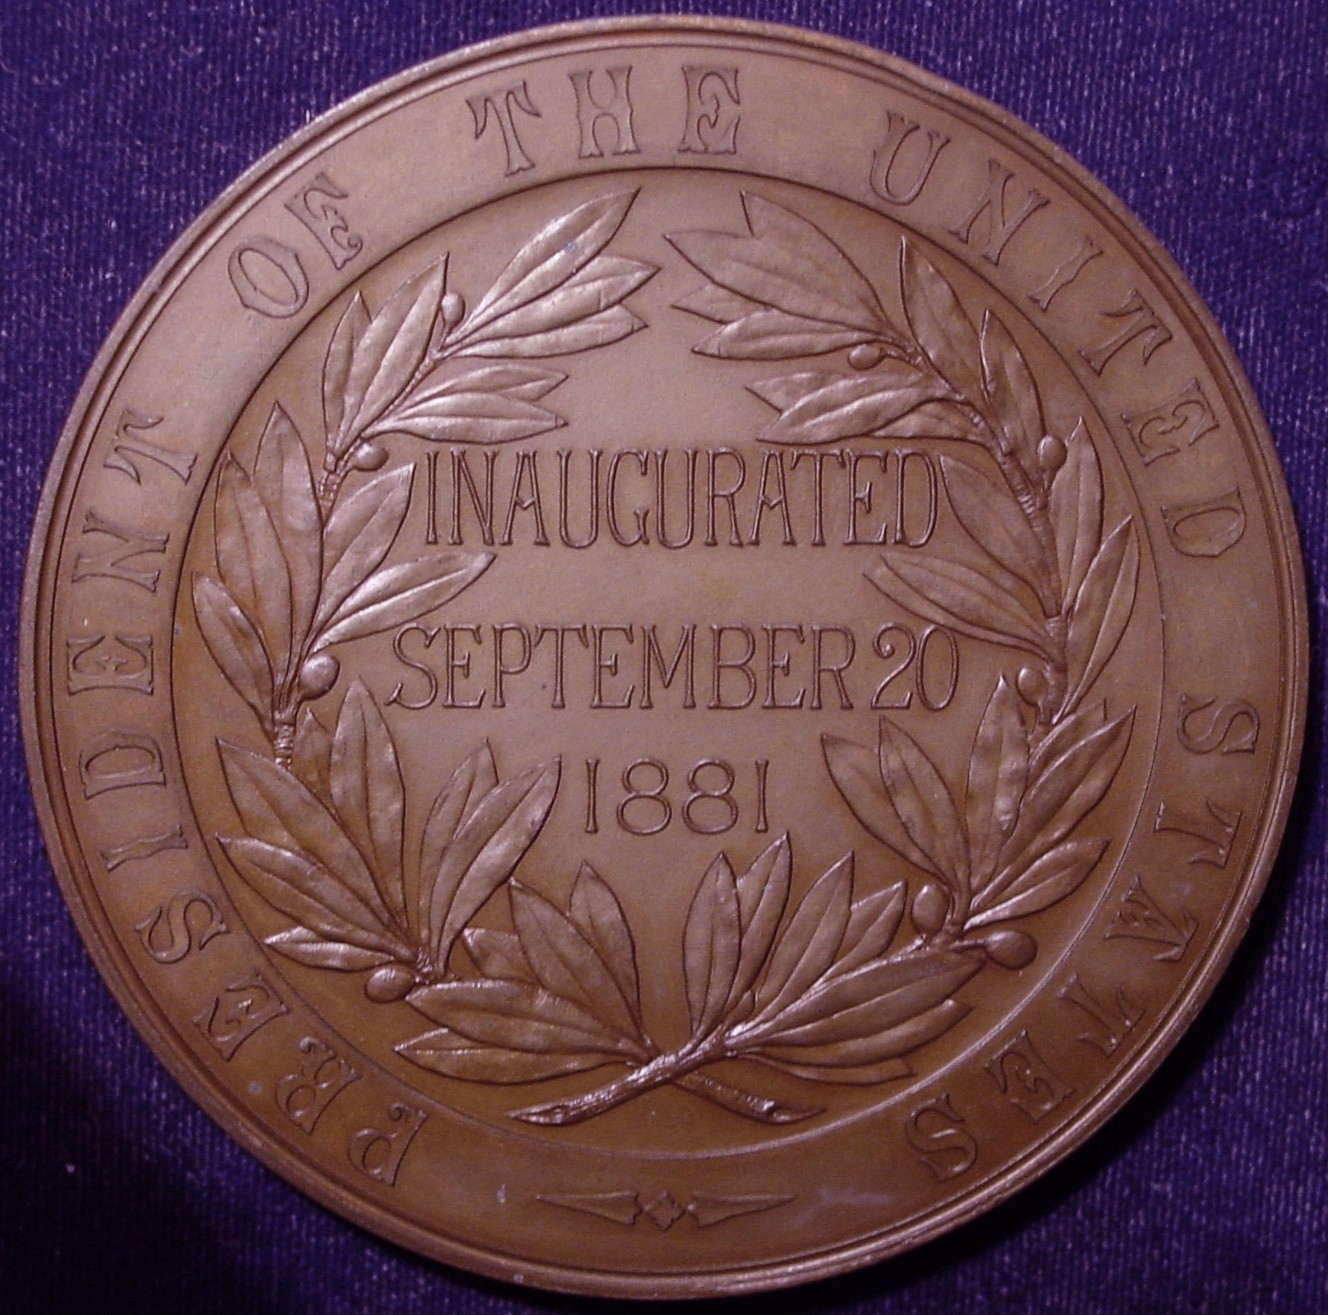 PRESIDENT OF THE UNITED STATES
INAUGURATED
SEPTEMBER 20
1881